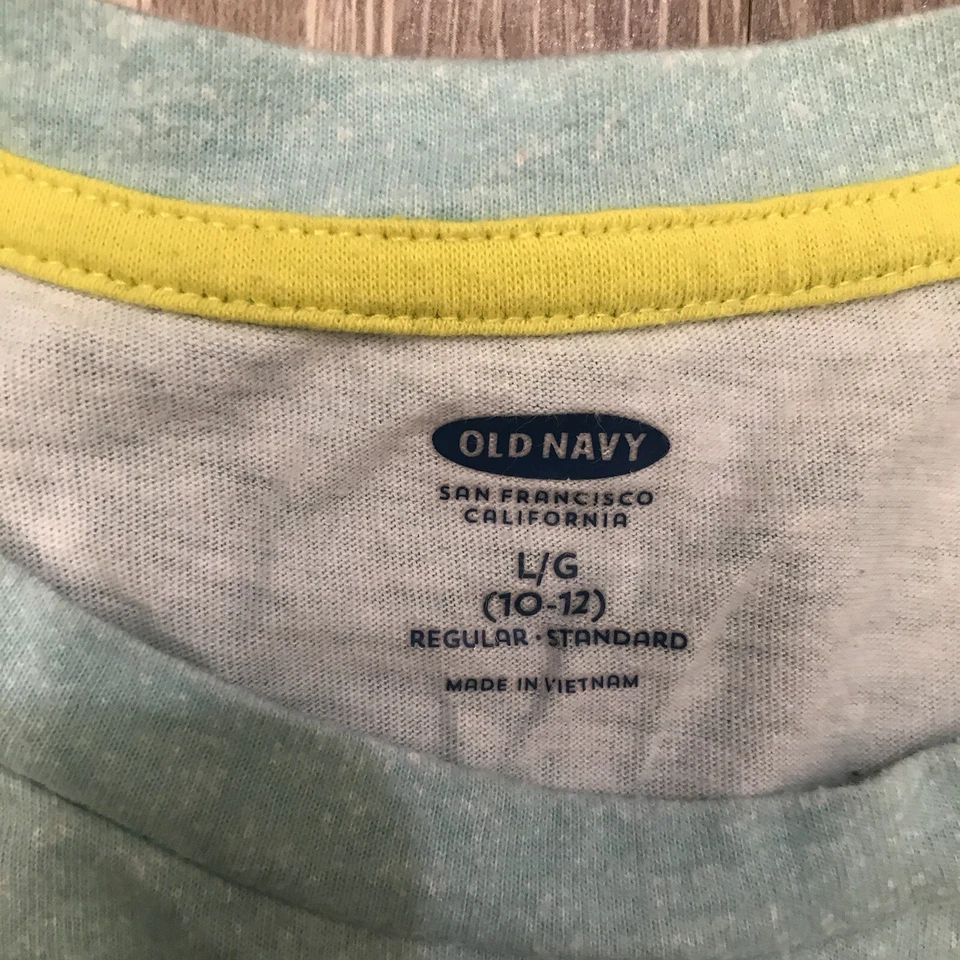 OLD NAVY
SAN FRANCISCO
CALIFORNIA
L/G
(10-12)
REGULAR · STANDARD
MADE IN VIETNAM